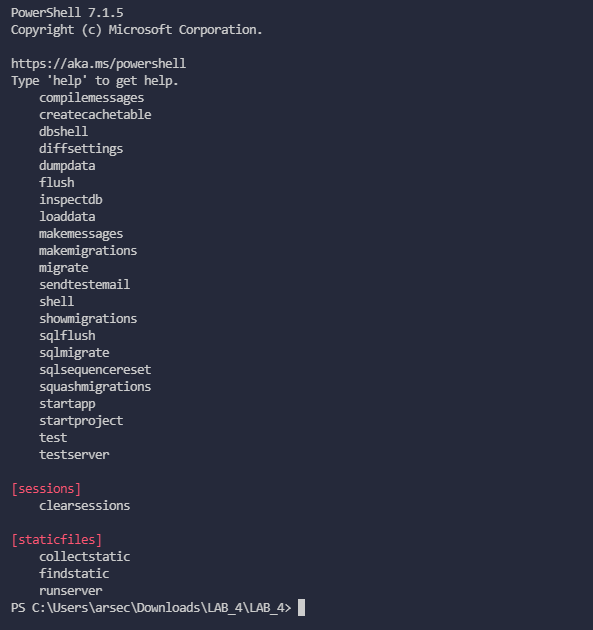 PowerShell 7.1.5
Copyright (c) Microsoft Corporation.
https://aka.ms/powershell
Type 'help' to get help.
compilemessages
createcachetable
dbshell
diffsettings
dumpdata
flush
inspectdb
loaddata
makemessages
makemigrations
migrate
sendtestemail
shell
showmigrations
sqlflush
sqlmigrate
sqlsequencereset
squashmigrations
startapp
startproject
test
testserver
[sessions]
clearsessions
[staticfiles]
collectstatic
findstatic
runserver
PS C:\Users\arsec\Downloads\LAB_4\LAB_4>